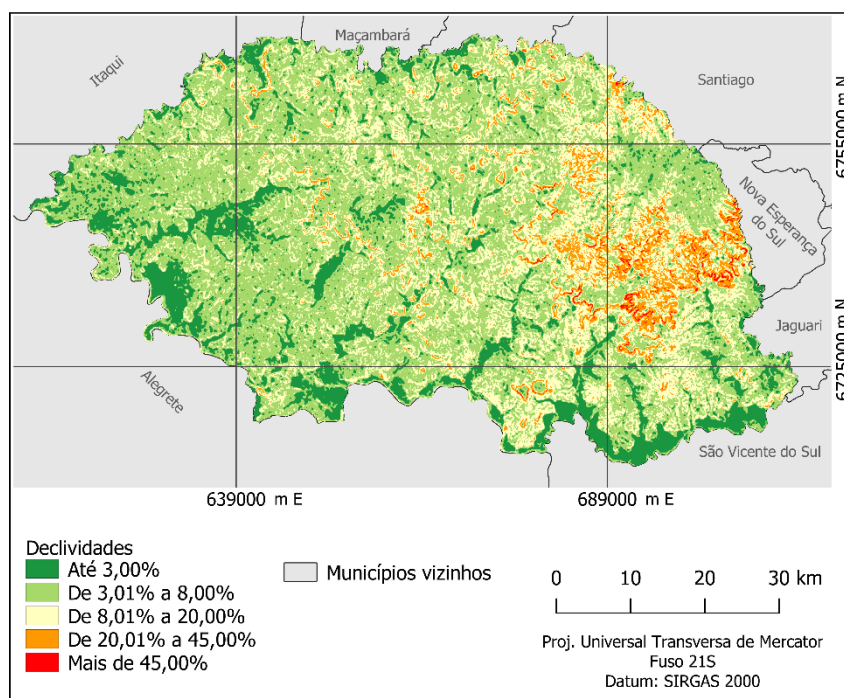 Maçambará
Itaqui
Santiago
6755000 m N
Nova Esperança
do Sul
Jaguari
6725000 m N
Alegrete
São Vicente do Sul
639000 m E
689000 m E
Declividades
Até 3,00%
De 3,01% a 8,00%
De 8,01% a 20,00%
De 20,01% a 45,00%
Mais de 45,00%
Municípios vizinhos
0 10 20 30 km
Proj. Universal Transversa de Mercator
Fuso 21S
Datum: SIRGAS 2000